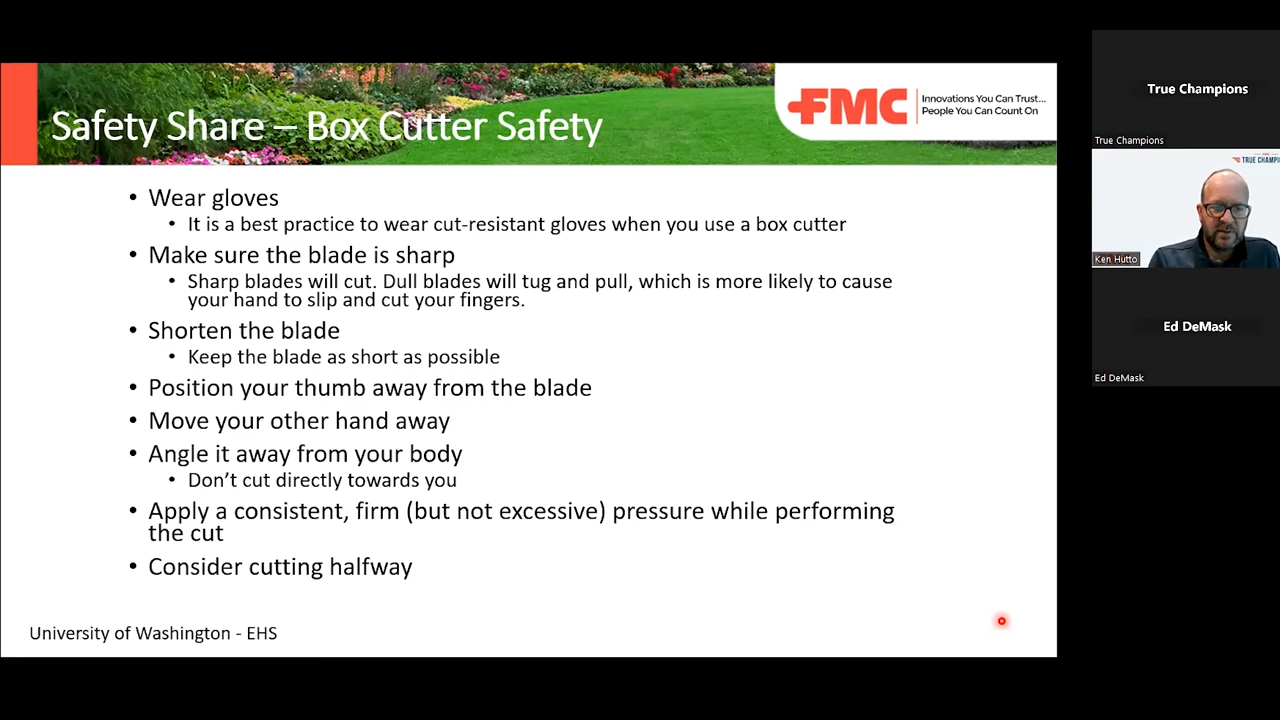 Safety Share – Box Cutter Safety
FMC
Innovations You Can Trust...
People You Can Count On
• Wear gloves
• It is a best practice to wear cut-resistant gloves when you use a box cutter
• Make sure the blade is sharp
• Sharp blades will cut. Dull blades will tug and pull, which is more likely to cause
your hand to slip and cut your fingers.
• Shorten the blade
• Keep the blade as short as possible
• Position your thumb away from the blade
• Move your other hand away
• Angle it away from your body
• Don’t cut directly towards you
• Apply a consistent, firm (but not excessive) pressure while performing
the cut
• Consider cutting halfway
University of Washington - EHS
True Champions
True Champions
TRUE CHAMPI
Ken Hutto
Ed DeMask
Ed DeMask